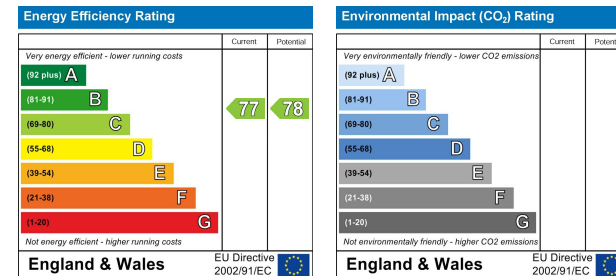 Energy Efficiency Rating
Current Potential
Very energy efficient - lower running costs
(92 plus) A
(81-91) B
(69-80) C
(55-68) D
(39-54) E
(21-38) F
(1-20) G
77 78
Not energy efficient - higher running costs
England & Wales
EU Directive
2002/91/EC
Environmental Impact (CO₂) Rating
Current Potent
Very environmentally friendly - lower CO2 emissions
(92 plus) A
(81-91) B
(69-80) C
(55-68) D
(39-54) E
(21-38) F
(1-20) G
Not environmentally friendly - higher CO2 emissions
England & Wales
EU Directive
2002/91/EC